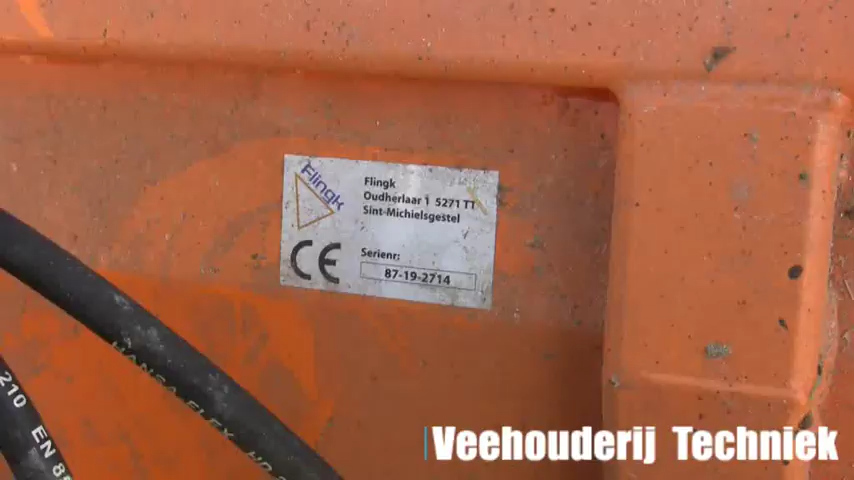 Flingk
Flingk
Oudherlaar 1 5271 TT
Sint-Michielsgestel
CE
Serienr:
87-19-2714
HANSA-FLEX
210 EN 85
Veehouderij Techniek